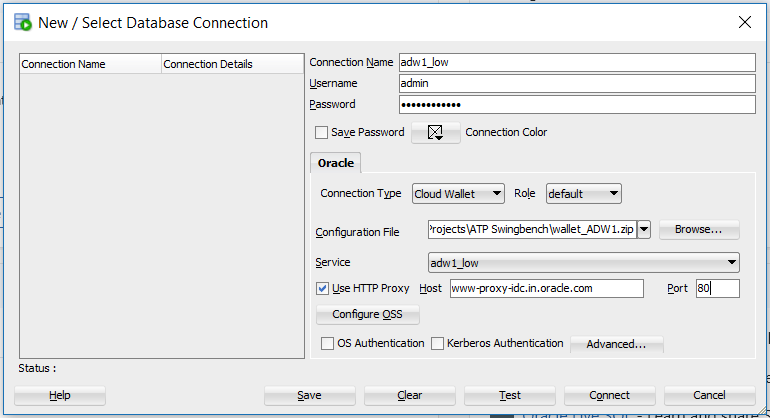 New / Select Database Connection
Connection Name Connection Details
Connection Name adw1_low
Username admin
Password ••••••••••••
Save Password Connection Color
Oracle
Connection Type Cloud Wallet Role default
Configuration File Projects\ATP Swingbench\wallet_ADW1.zip Browse...
Service adw1_low
Use HTTP Proxy Host www-proxy-idc.in.oracle.com Port 80
Configure OSS
OS Authentication Kerberos Authentication Advanced...
Status :
Help Save Clear Test Connect Cancel